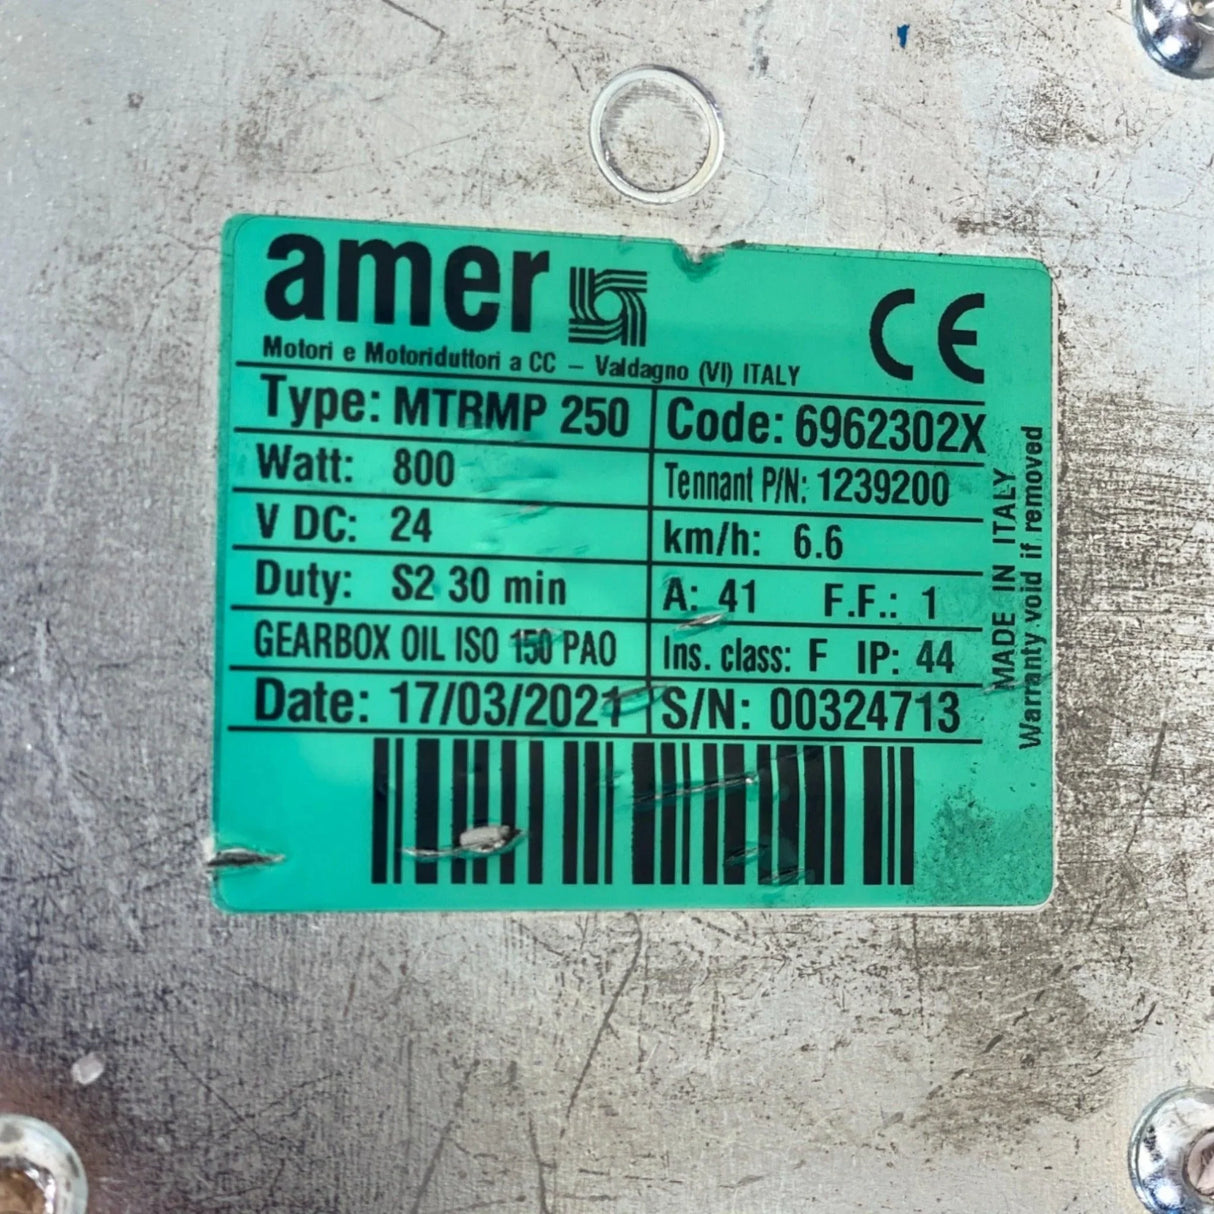 amer
Motori e Motoriduttori a CC – Valdagno (VI) ITALY
Type: MTRMP 250 Code: 6962302X
Watt: 800 Tennant P/N: 1239200
V DC: 24 km/h: 6.6
Duty: S2 30 min A: 41 F.F.: 1
GEARBOX OIL ISO 150 PAO Ins. class: F IP: 44
Date: 17/03/2021 S/N: 00324713
MADE IN ITALY
Warranty void if removed
CE